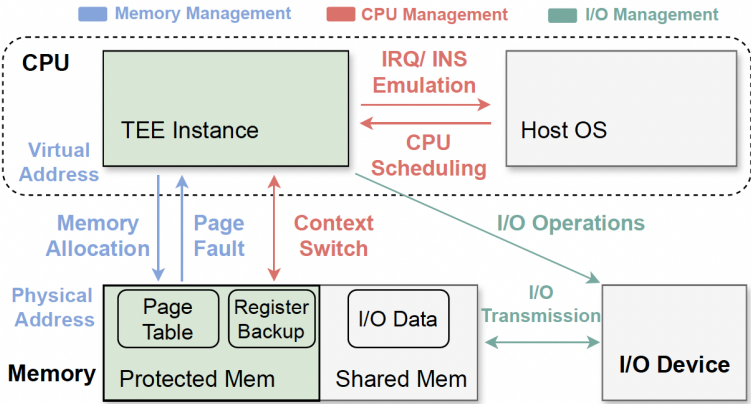 Memory Management
CPU Management
I/O Management
CPU
TEE Instance
IRQ/ INS
Emulation
CPU
Scheduling
Host OS
Virtual
Address
Memory
Allocation
Page
Fault
Context
Switch
I/O Operations
Physical
Address
Page
Table
Register
Backup
I/O Data
I/O
Transmission
I/O Device
Memory
Protected Mem
Shared Mem